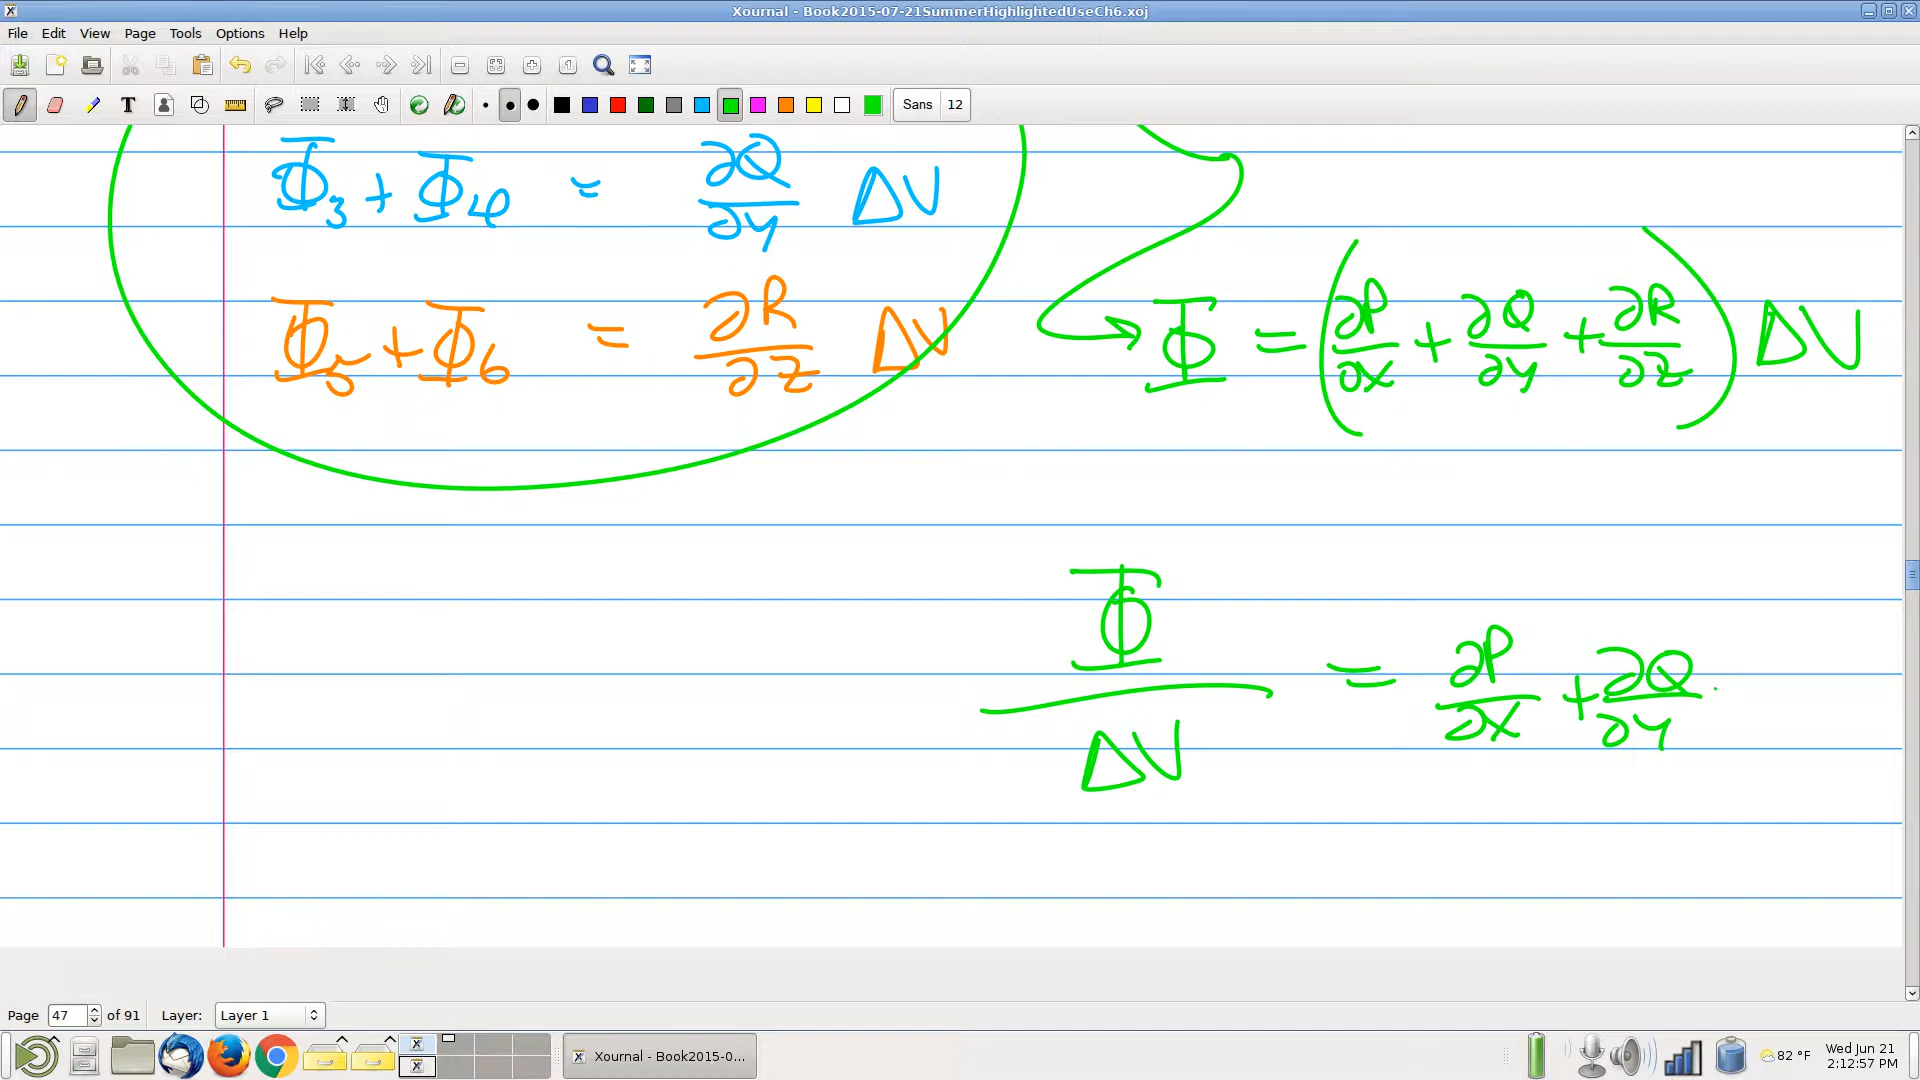 Xournal - Book2015-07-21SummerHighlightedUseCh6.xoj
File Edit View Page Tools Options Help
Sans 12
Φ₃ + Φ₄ = ∂Q/∂y ΔV
Φ₅ + Φ₆ = ∂R/∂z ΔV
Φ = (∂P/∂x + ∂Q/∂y + ∂R/∂z) ΔV
Φ/ΔV = ∂P/∂x + ∂Q/∂y
Page 47 of 91 Layer: Layer 1
Xournal - Book2015-0...
82 °F
Wed Jun 21
2:12:57 PM